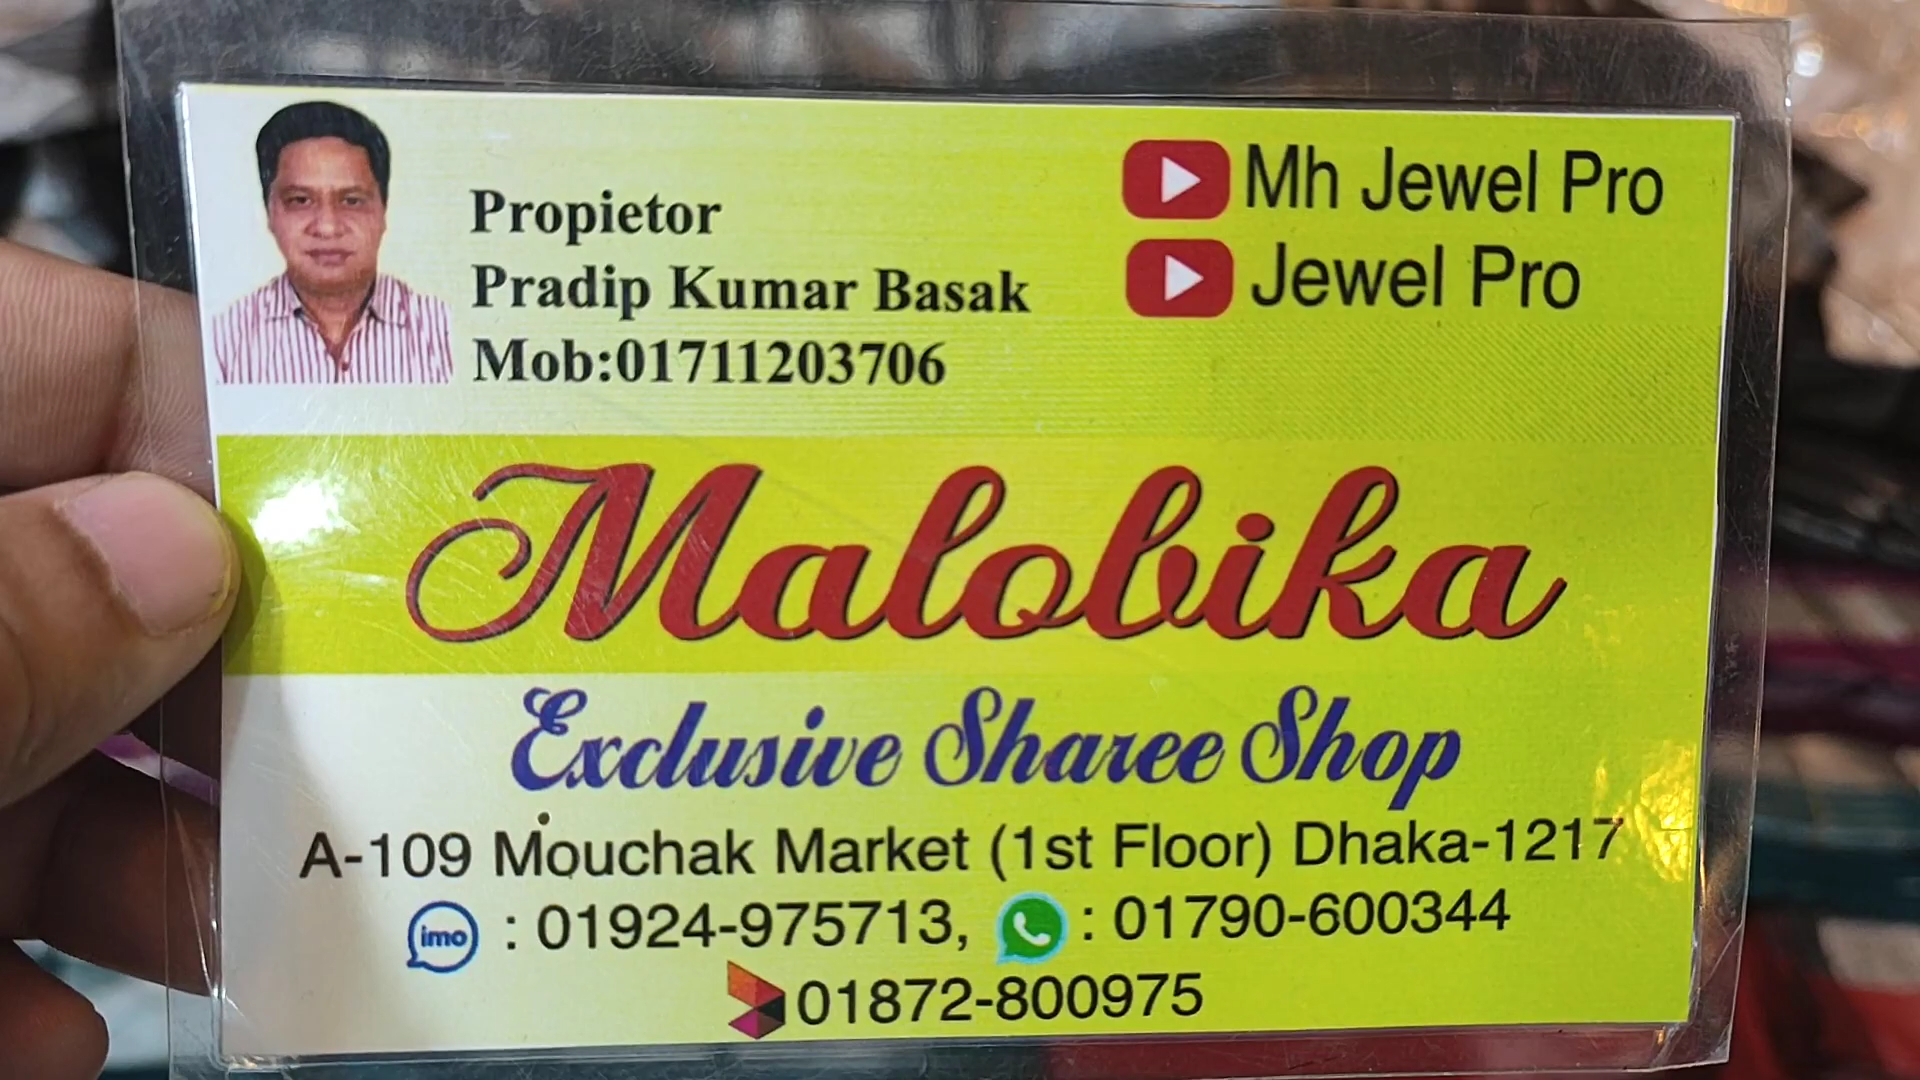 Propietor
Pradip Kumar Basak
Mob:01711203706
Mh Jewel Pro
Jewel Pro
Malobika
Exclusive Sharee Shop
A-109 Mouchak Market (1st Floor) Dhaka-1217
imo : 01924-975713, : 01790-600344
01872-800975